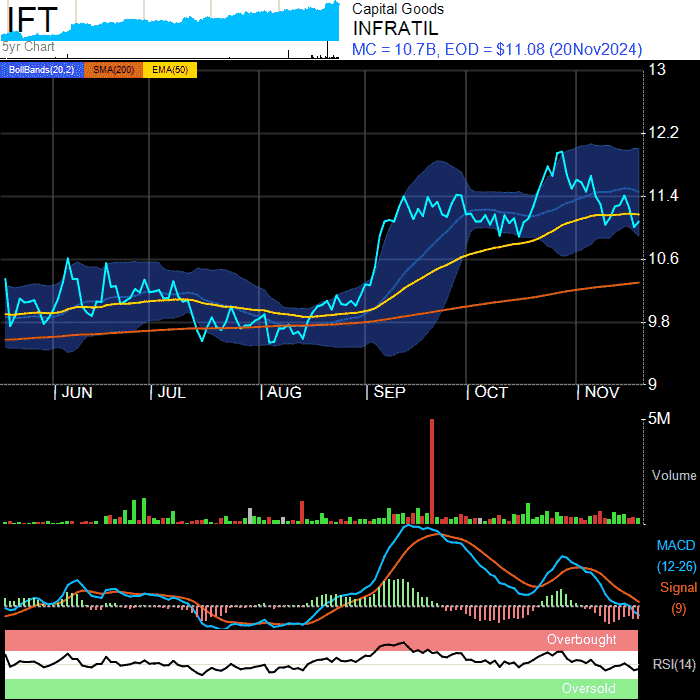 IFT
5yr Chart
Capital Goods
INFRATIL
MC = 10.7B, EOD = $11.08 (20Nov2024)
BollBands(20,2) SMA(200) EMA(50)
13
12.2
11.4
10.6
9.8
9
JUN JUL AUG SEP OCT NOV
5M
Volume
MACD
(12-26)
Signal
(9)
Overbought
RSI(14)
Oversold